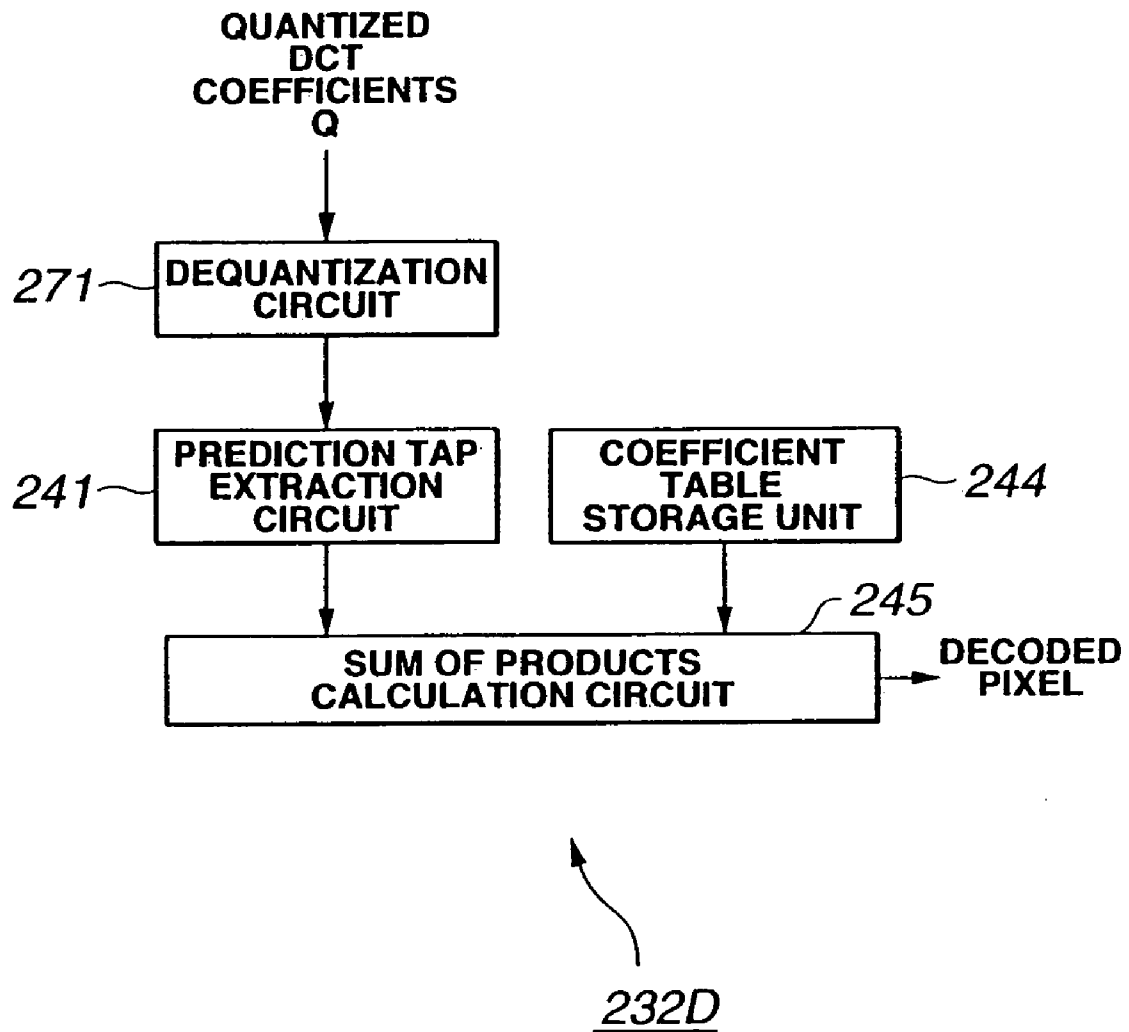 QUANTIZED
DCT
COEFFICIENTS
Q
271
DEQUANTIZATION
CIRCUIT
241
PREDICTION TAP
EXTRACTION
CIRCUIT
COEFFICIENT
TABLE
STORAGE UNIT
244
245
SUM OF PRODUCTS
CALCULATION CIRCUIT
DECODED
PIXEL
232D